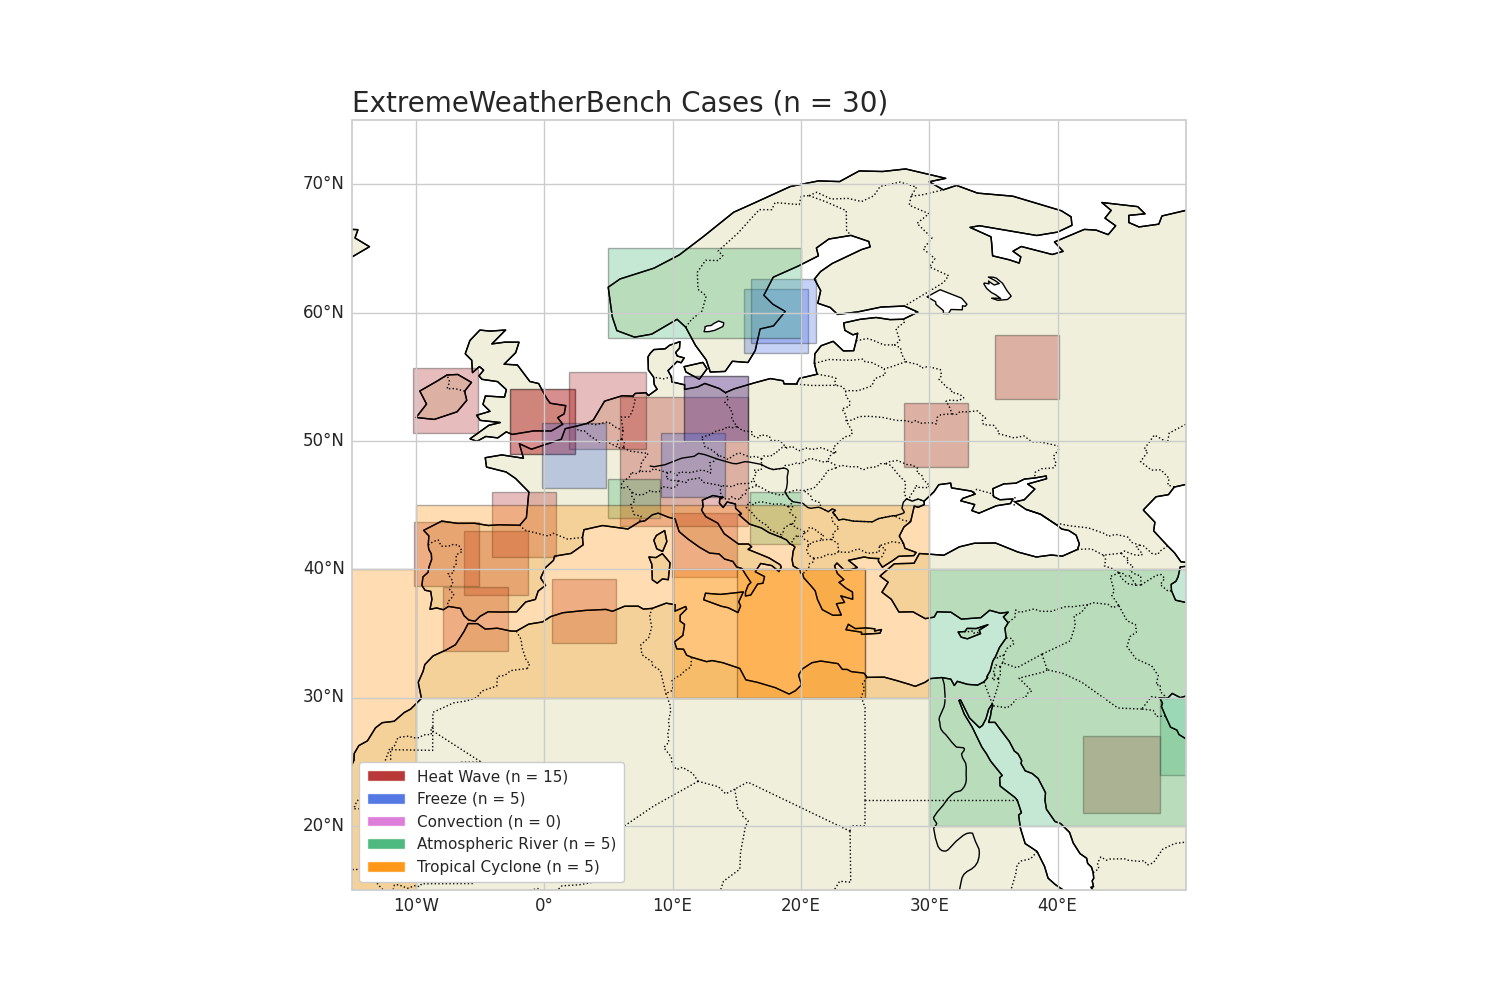 ExtremeWeatherBench Cases (n = 30)
70°N
60°N
50°N
40°N
30°N
20°N
Heat Wave (n = 15)
Freeze (n = 5)
Convection (n = 0)
Atmospheric River (n = 5)
Tropical Cyclone (n = 5)
10°W 0° 10°E 20°E 30°E 40°E